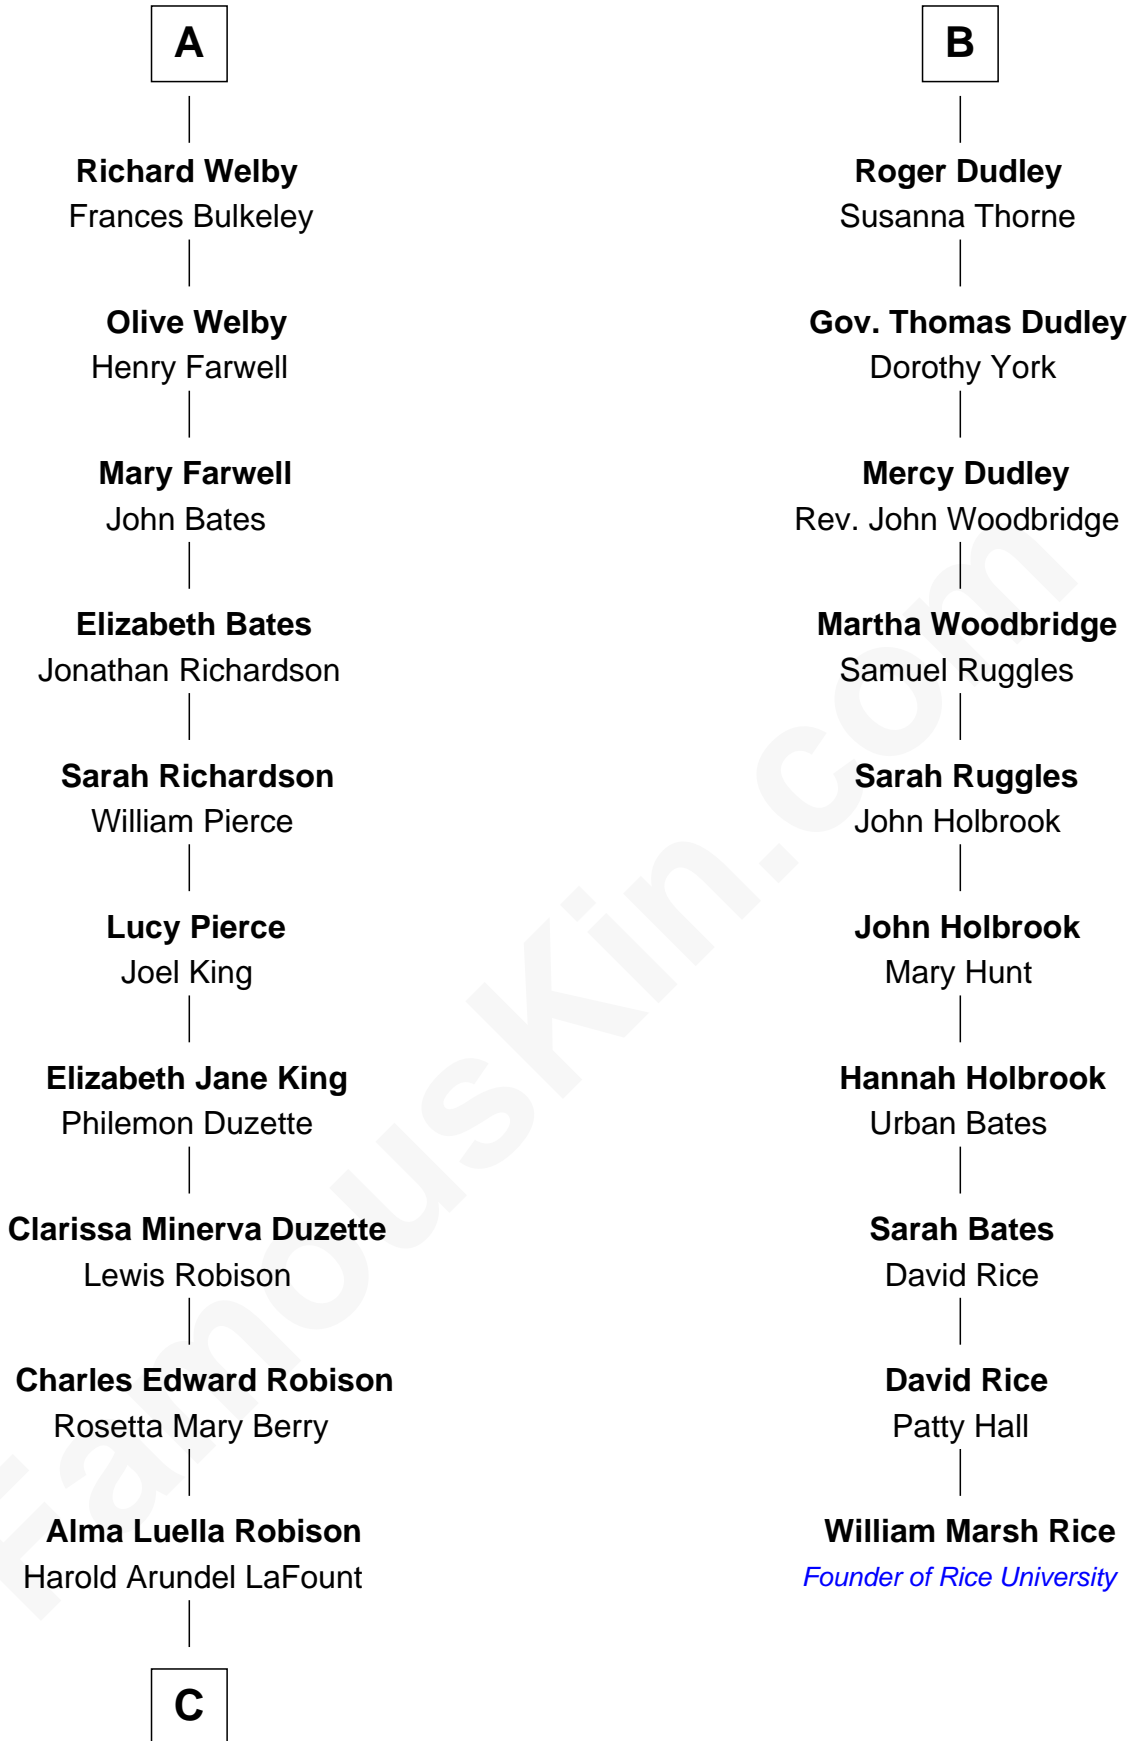 A
Richard Welby
Frances Bulkeley
Olive Welby
Henry Farwell
Mary Farwell
John Bates
Elizabeth Bates
Jonathan Richardson
Sarah Richardson
William Pierce
Lucy Pierce
Joel King
Elizabeth Jane King
Philemon Duzette
Clarissa Minerva Duzette
Lewis Robison
Charles Edward Robison
Rosetta Mary Berry
Alma Luella Robison
Harold Arundel LaFount
C
B
Roger Dudley
Susanna Thorne
Gov. Thomas Dudley
Dorothy York
Mercy Dudley
Rev. John Woodbridge
Martha Woodbridge
Samuel Ruggles
Sarah Ruggles
John Holbrook
John Holbrook
Mary Hunt
Hannah Holbrook
Urban Bates
Sarah Bates
David Rice
David Rice
Patty Hall
William Marsh Rice
Founder of Rice University
FamousKin.com